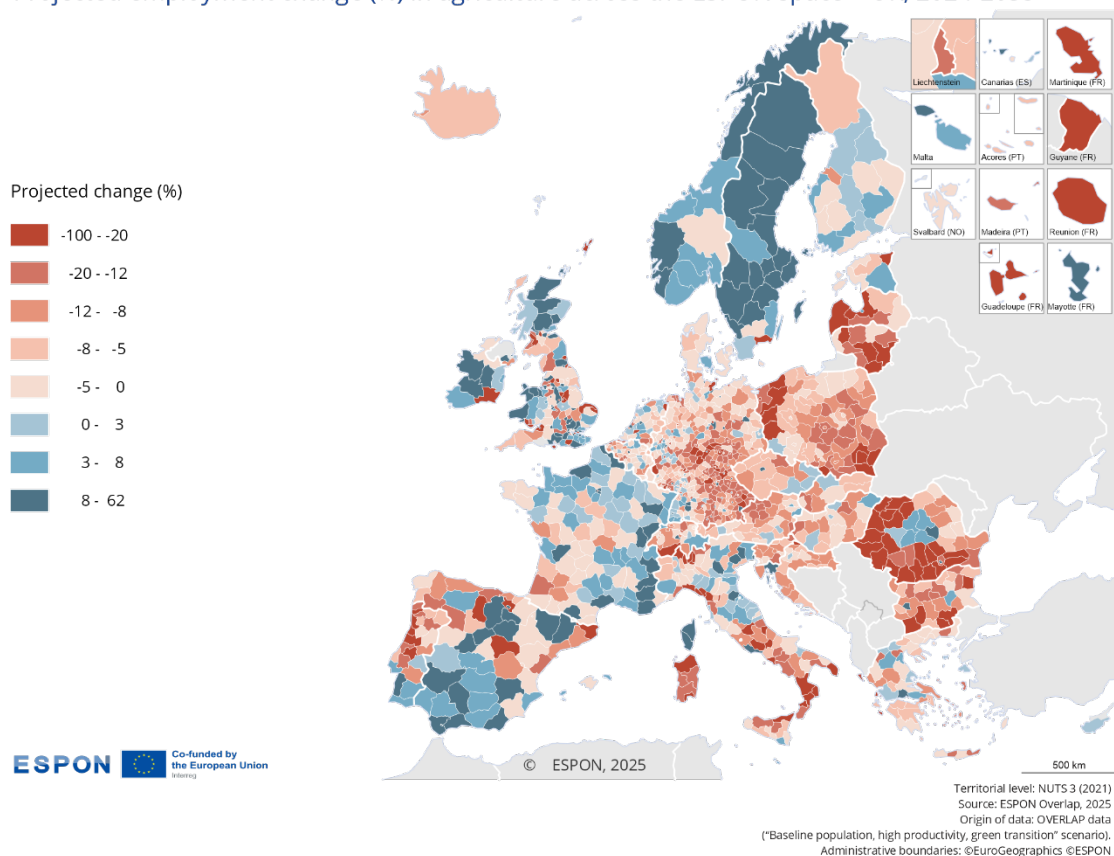 Projected change (%)
-100 - -20
-20 - -12
-12 - -8
-8 - -5
-5 - 0
0 - 3
3 - 8
8 - 62
Liechtenstein
Canarias (ES)
Martinique (FR)
Malta
Acores (PT)
Guyane (FR)
Svalbard (NO)
Madeira (PT)
Reunion (FR)
Guadeloupe (FR)
Mayotte (FR)
ESPON
Co-funded by
the European Union
Interreg
© ESPON, 2025
500 km
Territorial level: NUTS 3 (2021)
Source: ESPON Overlap, 2025
Origin of data: OVERLAP data
("Baseline population, high productivity, green transition" scenario).
Administrative boundaries: ©EuroGeographics ©ESPON